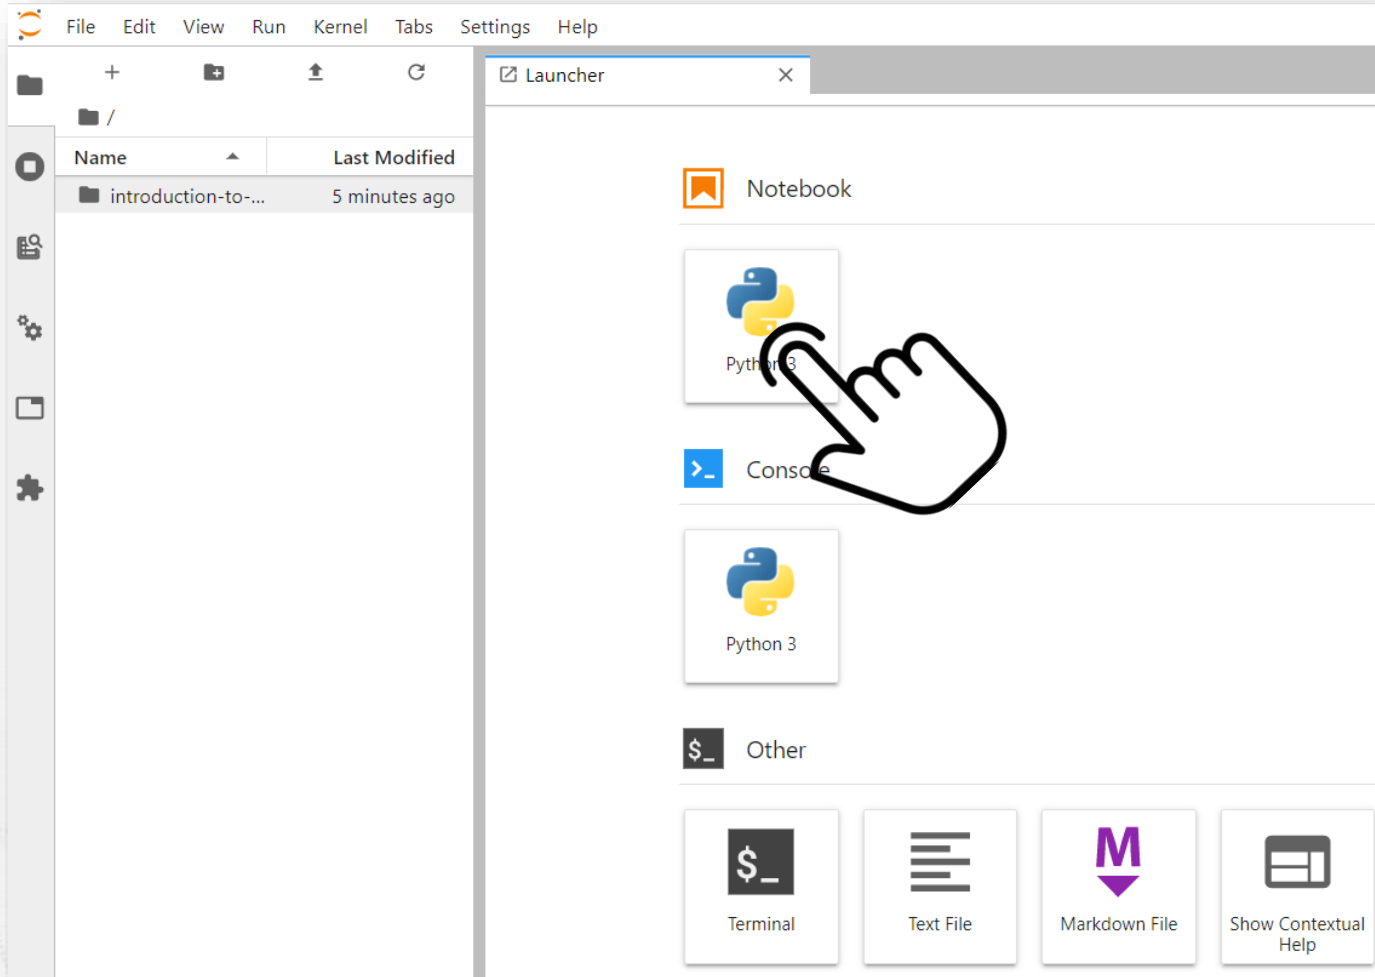 File Edit View Run Kernel Tabs Settings Help
Launcher
/
Name Last Modified
introduction-to-... 5 minutes ago
Notebook
Python 3
Console
Python 3
$_ Other
$_
M
Terminal Text File Markdown File Show Contextual
Help